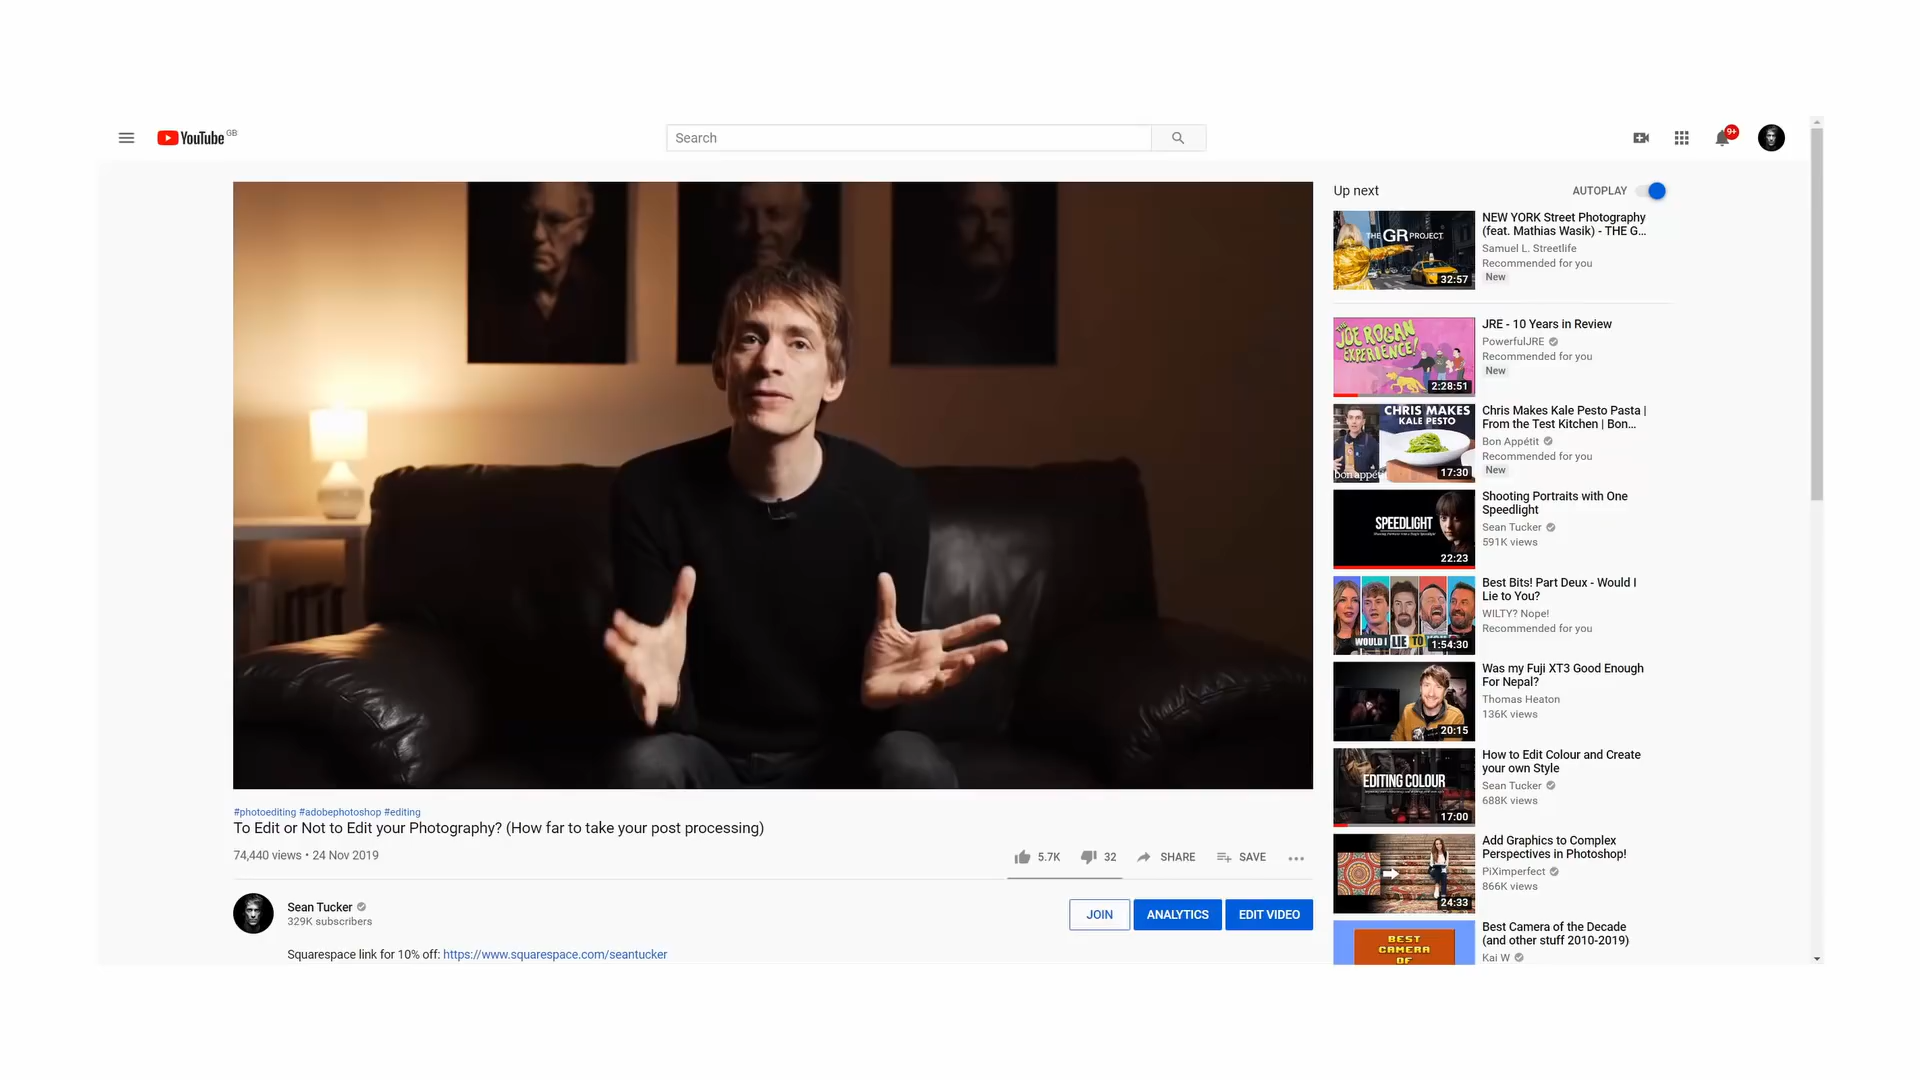 YouTube GB
Search
9+
Up next
AUTOPLAY
THE GR PROJECT
32:57
NEW YORK Street Photography
(feat. Mathias Wasik) - THE G...
Samuel L. Streetlife
Recommended for you
New
THE JOE ROGAN
EXPERIENCE!
2:28:51
JRE - 10 Years in Review
PowerfulJRE
Recommended for you
New
CHRIS MAKES
KALE PESTO
bon appét
17:30
Chris Makes Kale Pesto Pasta |
From the Test Kitchen | Bon...
Bon Appétit
Recommended for you
New
SPEEDLIGHT
22:23
Shooting Portraits with One
Speedlight
Sean Tucker
591K views
WOULD I LIE TO
1:54:30
Best Bits! Part Deux - Would I
Lie to You?
WILTY? Nope!
Recommended for you
20:15
Was my Fuji XT3 Good Enough
For Nepal?
Thomas Heaton
136K views
EDITING COLOUR
17:00
How to Edit Colour and Create
your own Style
Sean Tucker
688K views
24:33
Add Graphics to Complex
Perspectives in Photoshop!
PiXimperfect
866K views
BEST
CAMERA
OF
Best Camera of the Decade
(and other stuff 2010-2019)
Kai W
#photoediting #adobephotoshop #editing
To Edit or Not to Edit your Photography? (How far to take your post processing)
74,440 views • 24 Nov 2019
5.7K 32 SHARE SAVE
Sean Tucker
329K subscribers
JOIN ANALYTICS EDIT VIDEO
Squarespace link for 10% off: https://www.squarespace.com/seantucker